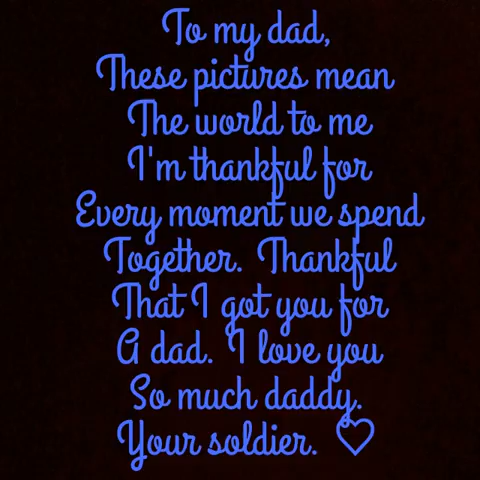 To my dad,
These pictures mean
The world to me
I'm thankful for
Every moment we spend
Together. Thankful
That I got you for
A dad. I love you
So much daddy.
Your soldier. ♡